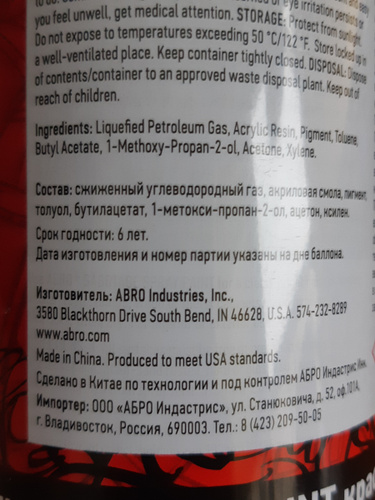 you feel unwell, get medical attention. STORAGE: Protect from sunlight.
Do not expose to temperatures exceeding 50 °C/122 °F. Store locked up in
a well-ventilated place. Keep container tightly closed. DISPOSAL: Dispose
of contents/container to an approved waste disposal plant. Keep out of
reach of children.
Ingredients: Liquefied Petroleum Gas, Acrylic Resin, Pigment, Toluene,
Butyl Acetate, 1-Methoxy-Propan-2-ol, Acetone, Xylene.
Состав: сжиженный углеводородный газ, акриловая смола, пигмент,
толуол, бутилацетат, 1-метокси-пропан-2-ол, ацетон, ксилен.
Срок годности: 6 лет.
Дата изготовления и номер партии указаны на дне баллона.
Изготовитель: ABRO Industries, Inc.,
3580 Blackthorn Drive South Bend, IN 46628, U.S.A. 574-232-8289
www.abro.com
Made in China. Produced to meet USA standards.
Сделано в Китае по технологии и под контролем АБРО Индастрис Инк.
Импортер: ООО «АБРО Индастрис», ул. Станюковича, д. 52, оф.101А,
г. Владивосток, Россия, 690003. Тел.: 8 (423) 209-50-05